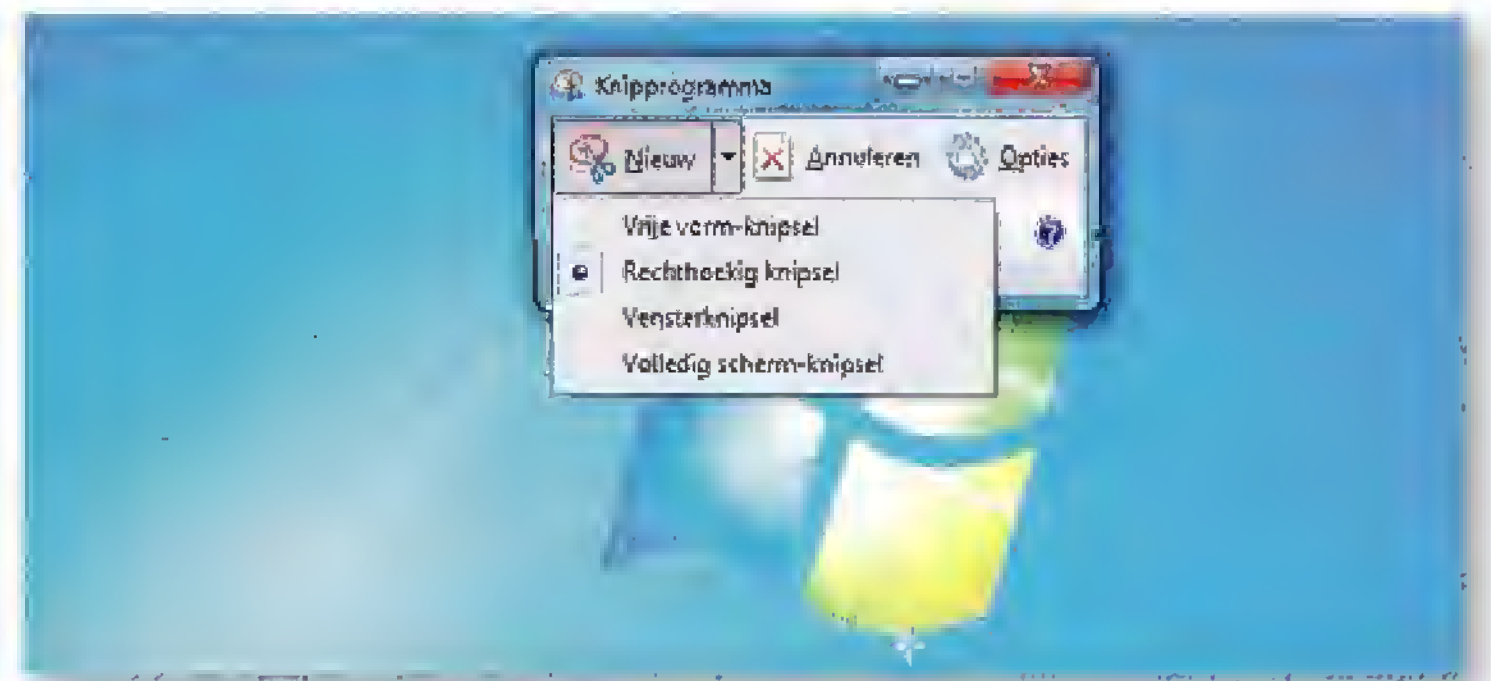 Knipprogramma
Nieuw Annuleren Opties
Vrije vorm-knipsel
Rechthoekig knipsel
Vensterknipsel
Volledig scherm-knipsel